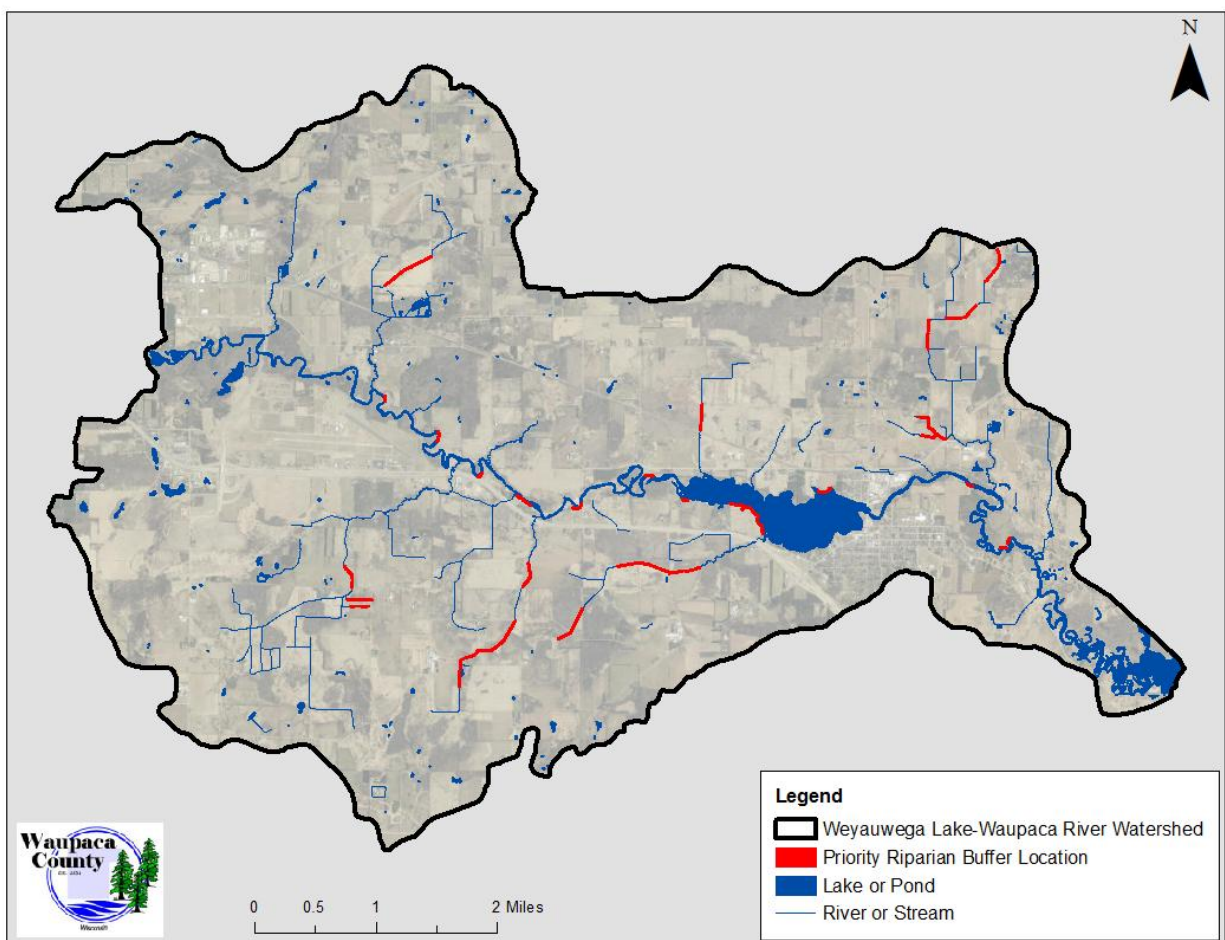 N
Legend
Weyauwega Lake-Waupaca River Watershed
Priority Riparian Buffer Location
Lake or Pond
River or Stream
Waupaca
County
Wisconsin
0 0.5 1 2 Miles